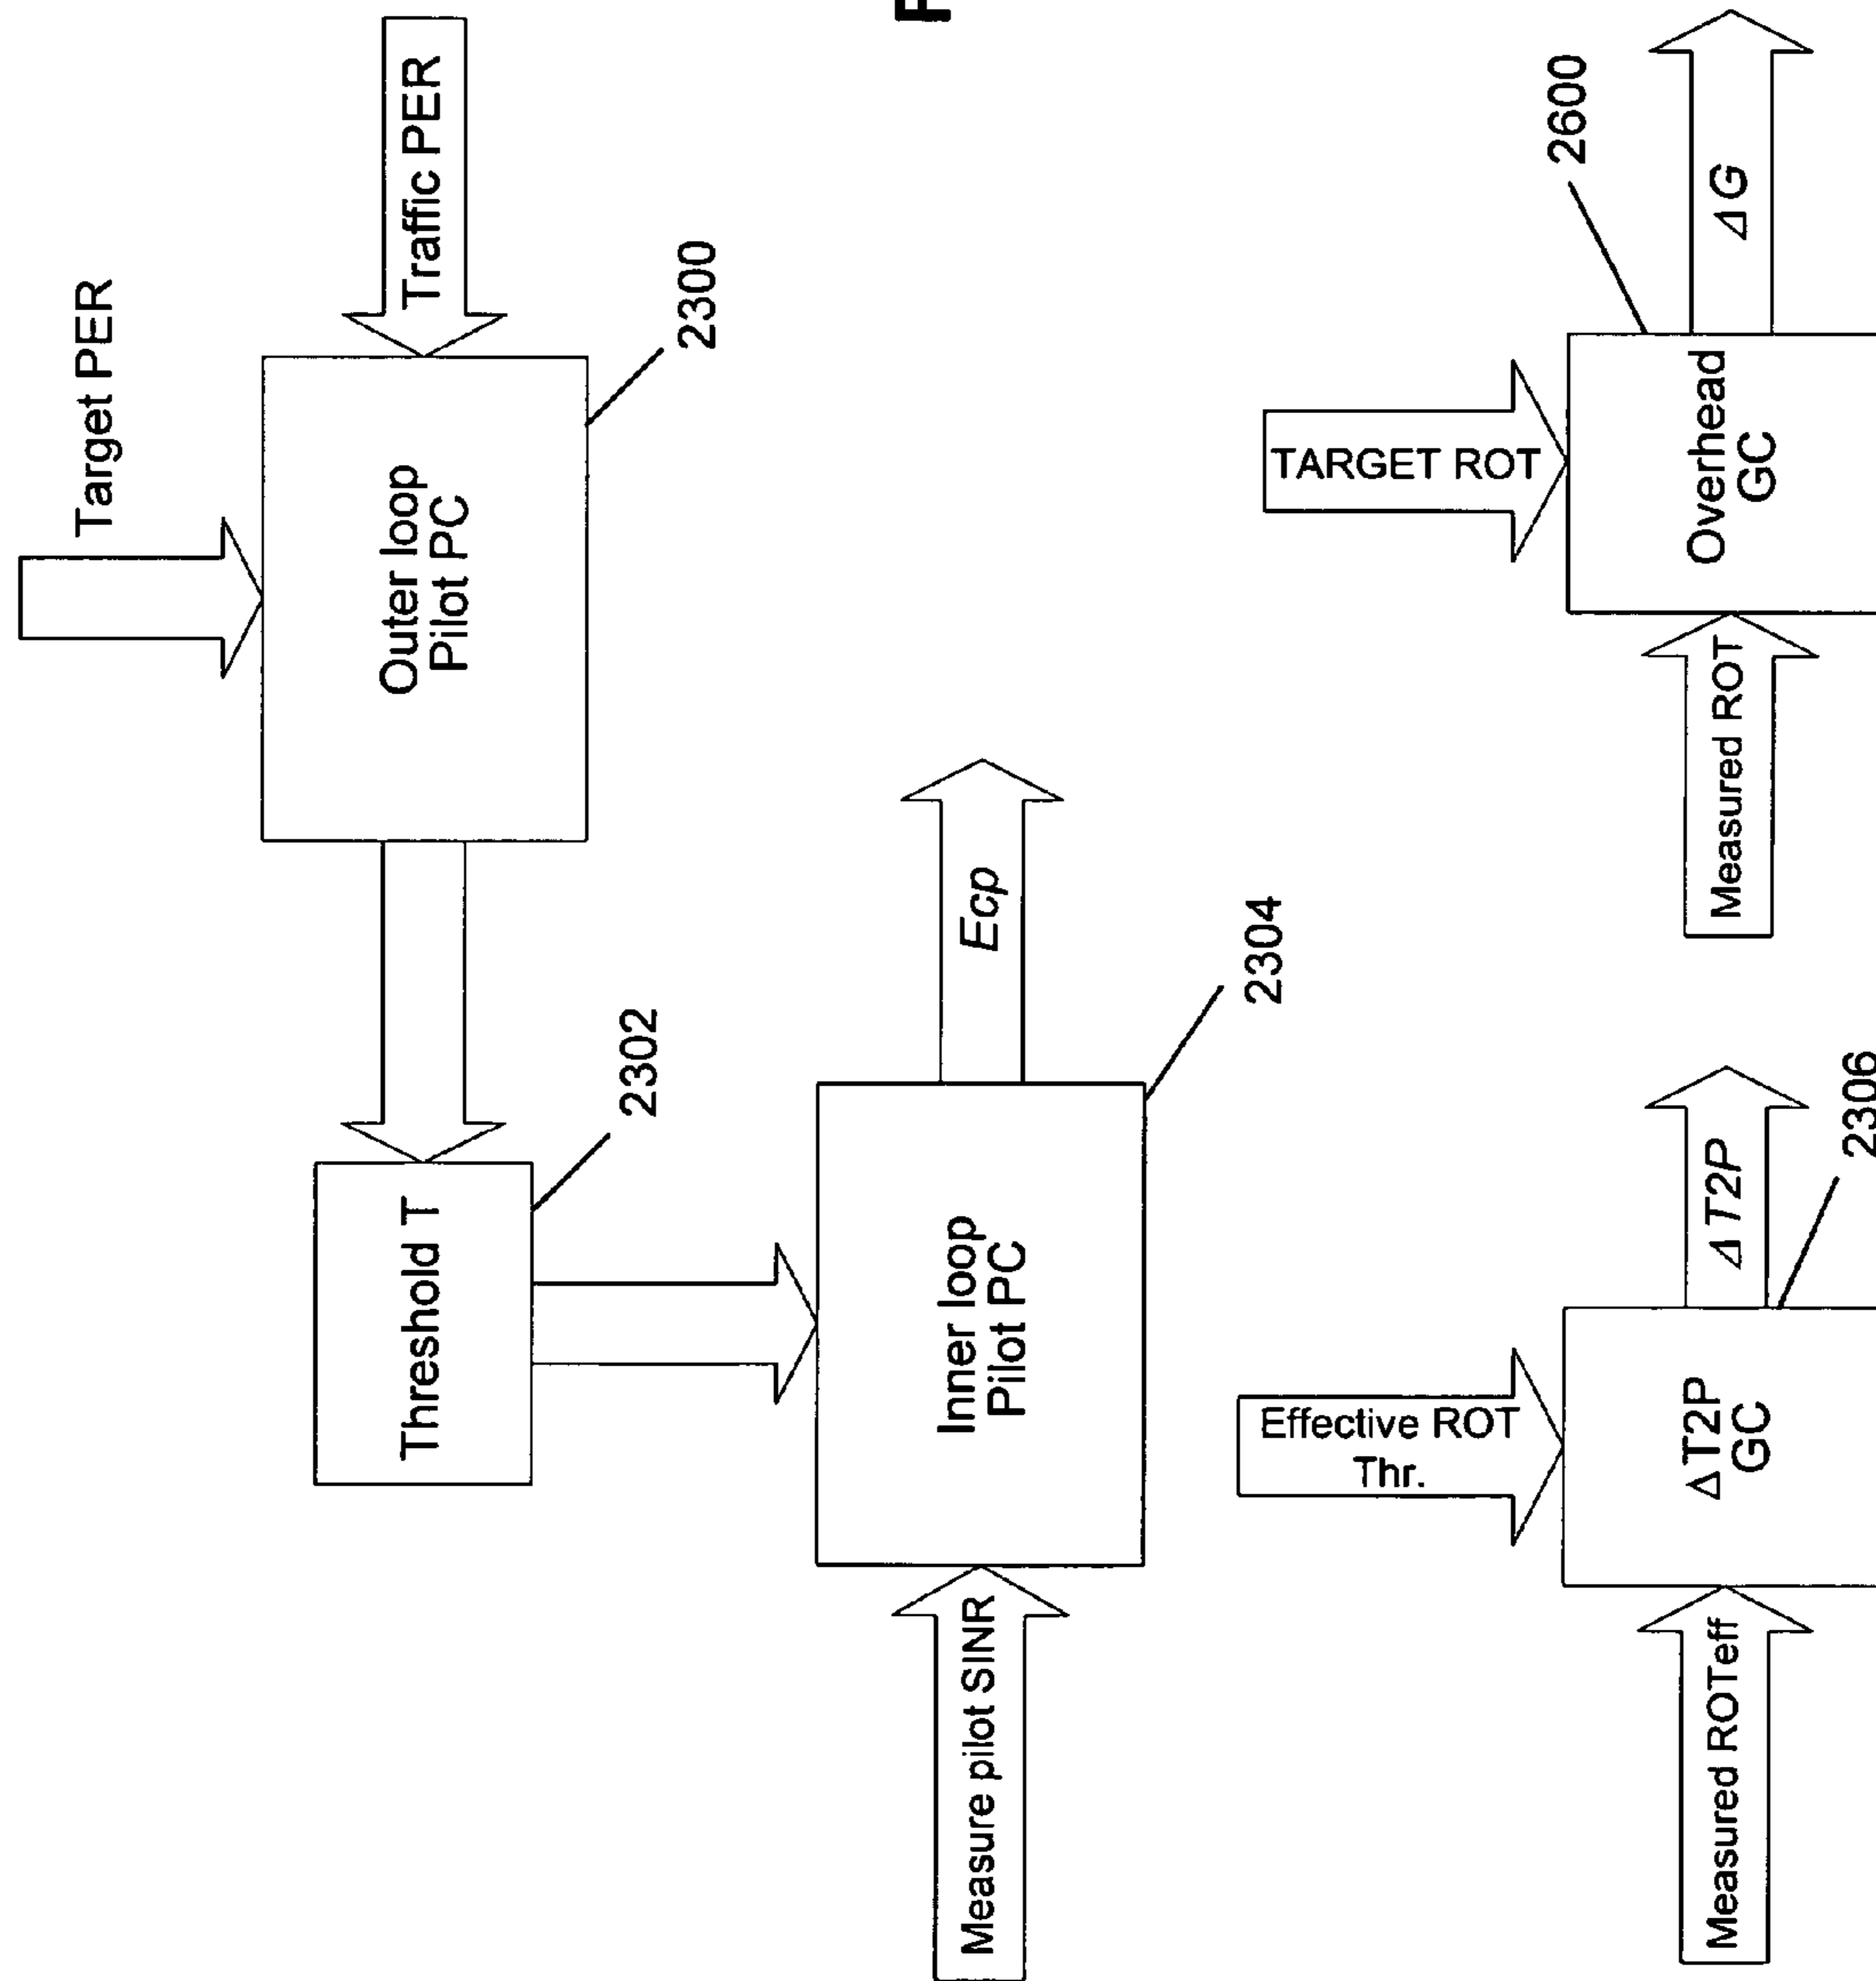 Target PER
Traffic PER
Outer loop
Pilot PC
2300
Threshold T
2302
Measure pilot SINR
Inner loop
Pilot PC
Ecp
2304
Effective ROT
Thr.
Measured ROTeff
ΔT2P
GC
Δ T2P
2306
TARGET ROT
Measured ROT
Overhead
GC
ΔG
2600